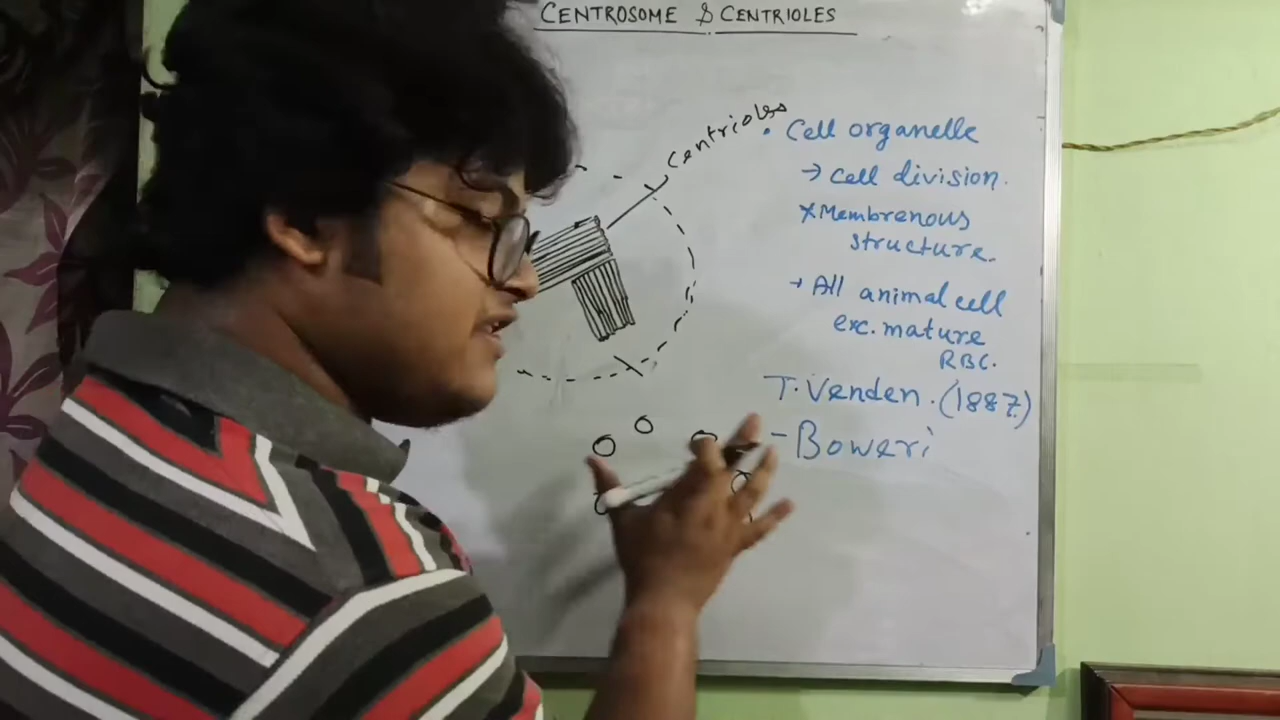 CENTROSOME & CENTRIOLES
Centrioles
• Cell organelle
→ Cell division.
× Membrenous
structure.
→ All animal cell
exc. mature
RBC.
T. Venden. (1887.)
- Boweri